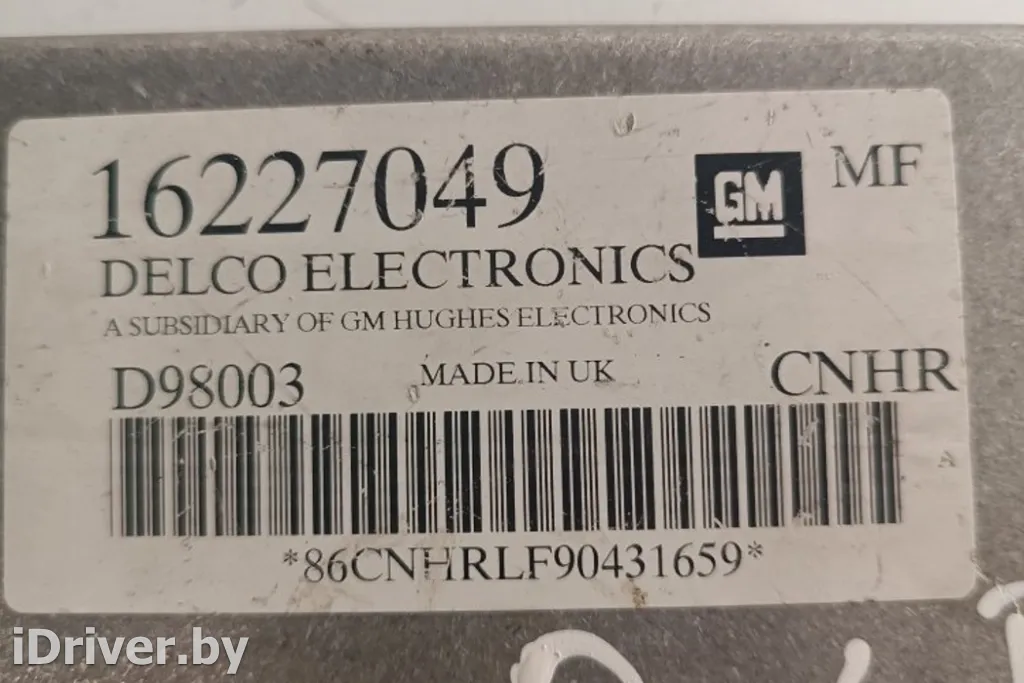 16227049 GM MF
DELCO ELECTRONICS
A SUBSIDIARY OF GM HUGHES ELECTRONICS
D98003 MADE IN UK CNHR
*86CNHRLF90431659*
iDriver.by